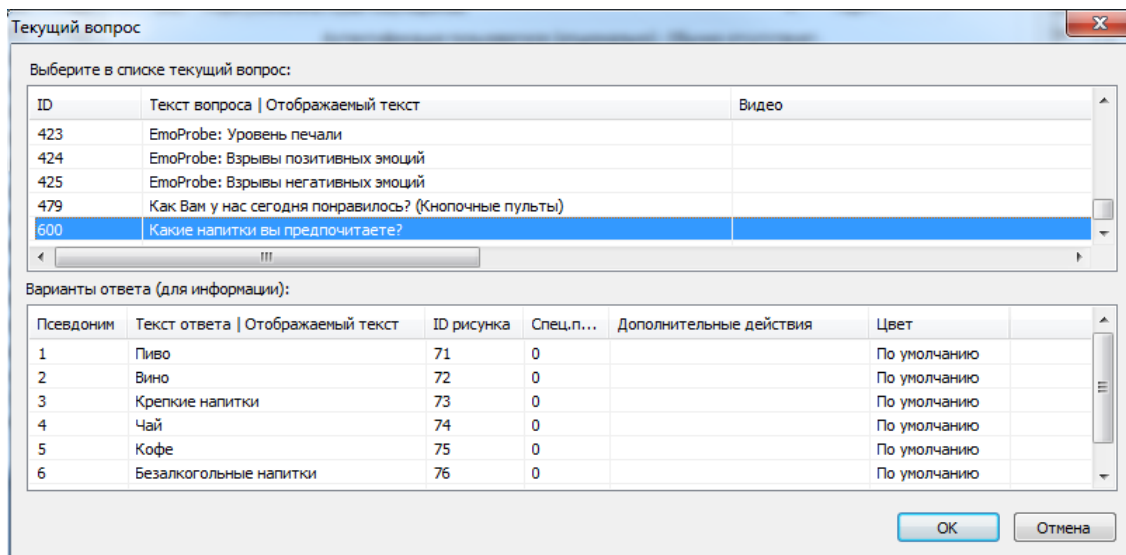 Текущий вопрос
Выберите в списке текущий вопрос:
ID Текст вопроса | Отображаемый текст Видео
423 EmoProbe: Уровень печали
424 EmoProbe: Взрывы позитивных эмоций
425 EmoProbe: Взрывы негативных эмоций
479 Как Вам у нас сегодня понравилось? (Кнопочные пульты)
600 Какие напитки вы предпочитаете?
Варианты ответа (для информации):
Псевдоним Текст ответа | Отображаемый текст ID рисунка Спец.п... Дополнительные действия Цвет
1 Пиво 71 0 По умолчанию
2 Вино 72 0 По умолчанию
3 Крепкие напитки 73 0 По умолчанию
4 Чай 74 0 По умолчанию
5 Кофе 75 0 По умолчанию
6 Безалкогольные напитки 76 0 По умолчанию
OK Отмена